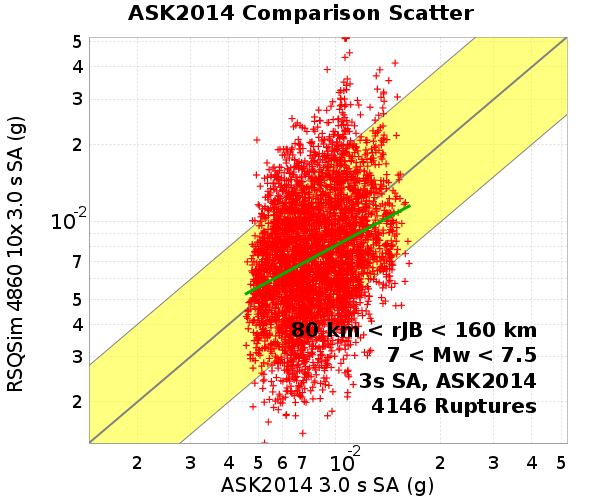 ASK2014 Comparison Scatter
RSQSim 4860 10x 3.0 s SA (g)
5
4
3
2
10-2
7
5
4
3
2
80 km < rJB < 160 km
7 < Mw < 7.5
3s SA, ASK2014
4146 Ruptures
2 3 4 5 6 7 10-2 2 3 4 5
ASK2014 3.0 s SA (g)